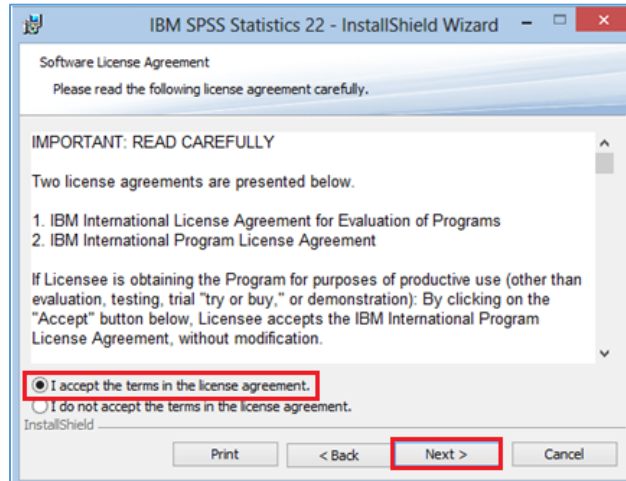 IBM SPSS Statistics 22 - InstallShield Wizard
Software License Agreement
Please read the following license agreement carefully.
IMPORTANT: READ CAREFULLY
Two license agreements are presented below.
1. IBM International License Agreement for Evaluation of Programs
2. IBM International Program License Agreement
If Licensee is obtaining the Program for purposes of productive use (other than
evaluation, testing, trial "try or buy," or demonstration): By clicking on the
"Accept" button below, Licensee accepts the IBM International Program
License Agreement, without modification.
I accept the terms in the license agreement.
I do not accept the terms in the license agreement.
InstallShield
Print < Back Next > Cancel